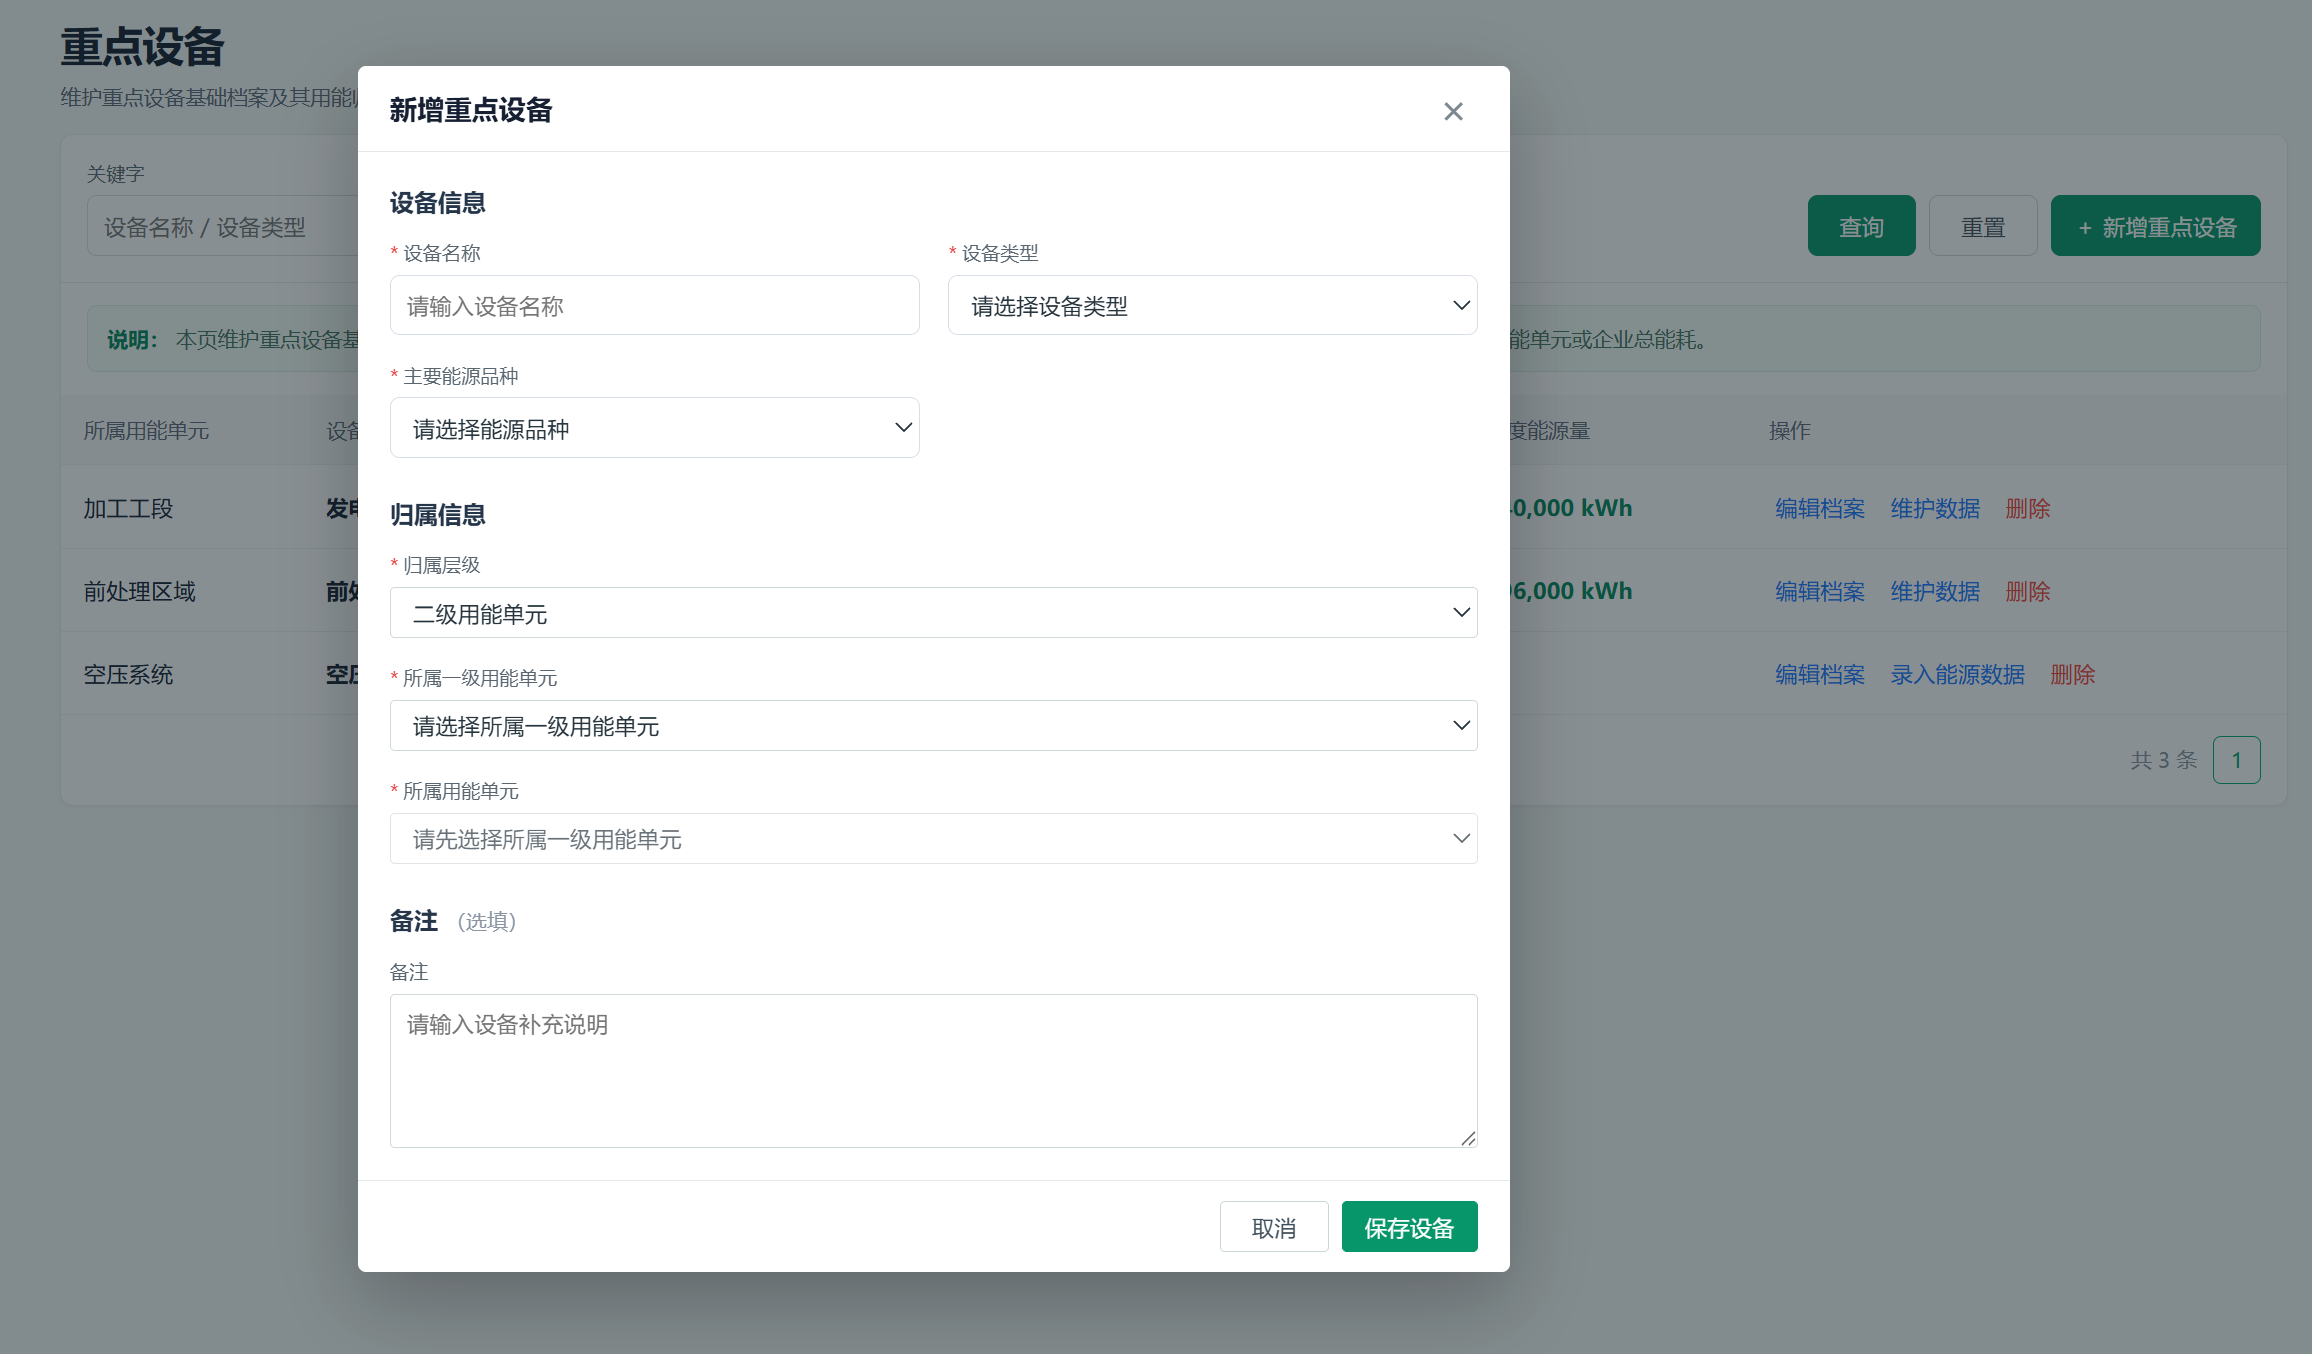 重点设备
维护重点设备基础档案及其用能
关键字
设备名称 / 设备类型
查询
重置
+ 新增重点设备
说明： 本页维护重点设备基
能单元或企业总能耗。
所属用能单元
设备
度能源量
操作
加工工段
发电
0,000 kWh
编辑档案
维护数据
删除
前处理区域
前处
6,000 kWh
编辑档案
维护数据
删除
空压系统
空压
编辑档案
录入能源数据
删除
共 3 条
1
新增重点设备
设备信息
* 设备名称
* 设备类型
请输入设备名称
请选择设备类型
* 主要能源品种
请选择能源品种
归属信息
* 归属层级
二级用能单元
* 所属一级用能单元
请选择所属一级用能单元
* 所属用能单元
请先选择所属一级用能单元
备注 （选填）
备注
请输入设备补充说明
取消
保存设备